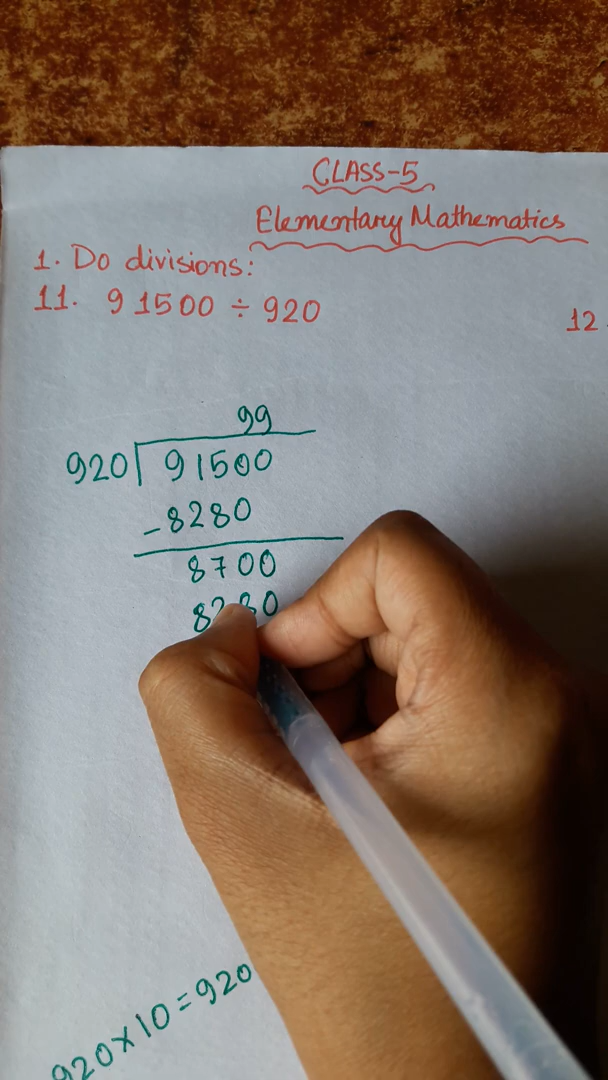 CLASS-5
Elementary Mathematics
1. Do divisions:
11. 91500 ÷ 920
12.
99
920 91500
-8280
8700
8280
920×10=920